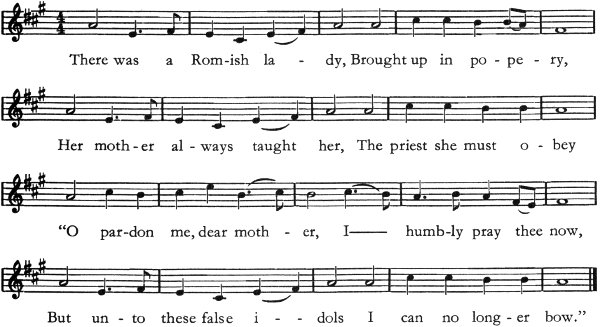 There was a Rom-ish la - dy, Brought up in po - pe - ry,
Her moth-er al - ways taught her, The priest she must o - bey
“O par-don me, dear moth - er, I—— humb-ly pray thee now,
But un - to these false i - - dols I can no long - er bow.”